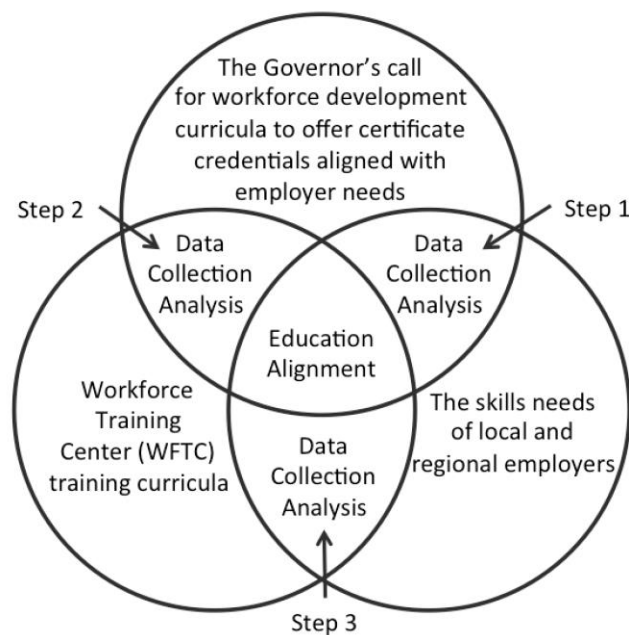 The Governor's call
for workforce development
curricula to offer certificate
credentials aligned with
employer needs
Step 2
Step 1
Data
Collection
Analysis
Data
Collection
Analysis
Education
Alignment
Workforce
Training
Center (WFTC)
training curricula
The skills needs
of local and
regional employers
Data
Collection
Analysis
Step 3